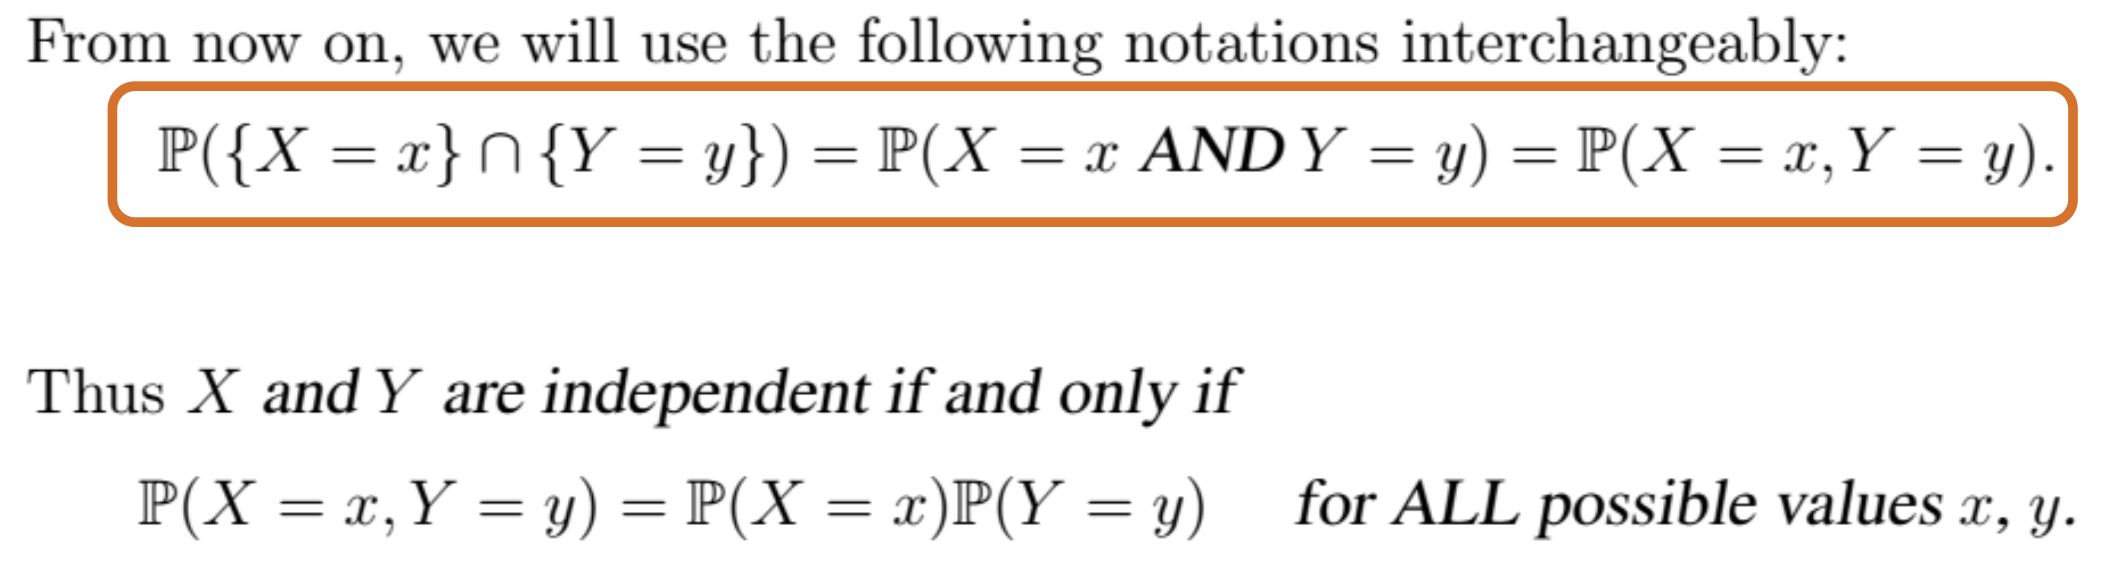 From now on, we will use the following notations interchangeably:
ℙ({X = x} ∩ {Y = y}) = ℙ(X = x AND Y = y) = ℙ(X = x, Y = y).
Thus X and Y are independent if and only if
ℙ(X = x, Y = y) = ℙ(X = x)ℙ(Y = y) for ALL possible values x, y.